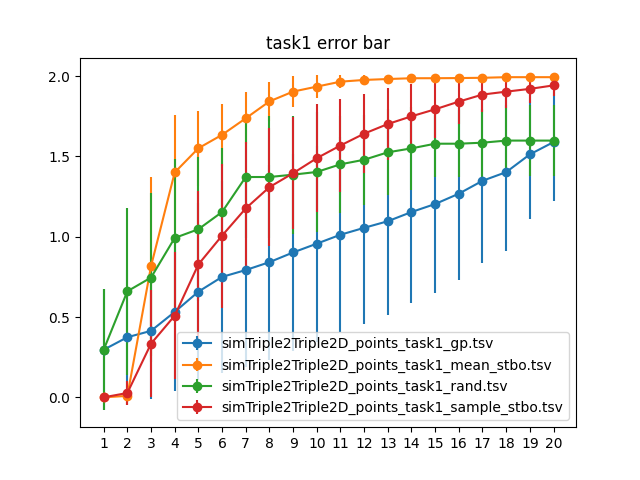 task1 error bar
2.0
1.5
1.0
0.5
0.0
simTriple2Triple2D_points_task1_gp.tsv
simTriple2Triple2D_points_task1_mean_stbo.tsv
simTriple2Triple2D_points_task1_rand.tsv
simTriple2Triple2D_points_task1_sample_stbo.tsv
1 2 3 4 5 6 7 8 9 10 11 12 13 14 15 16 17 18 19 20